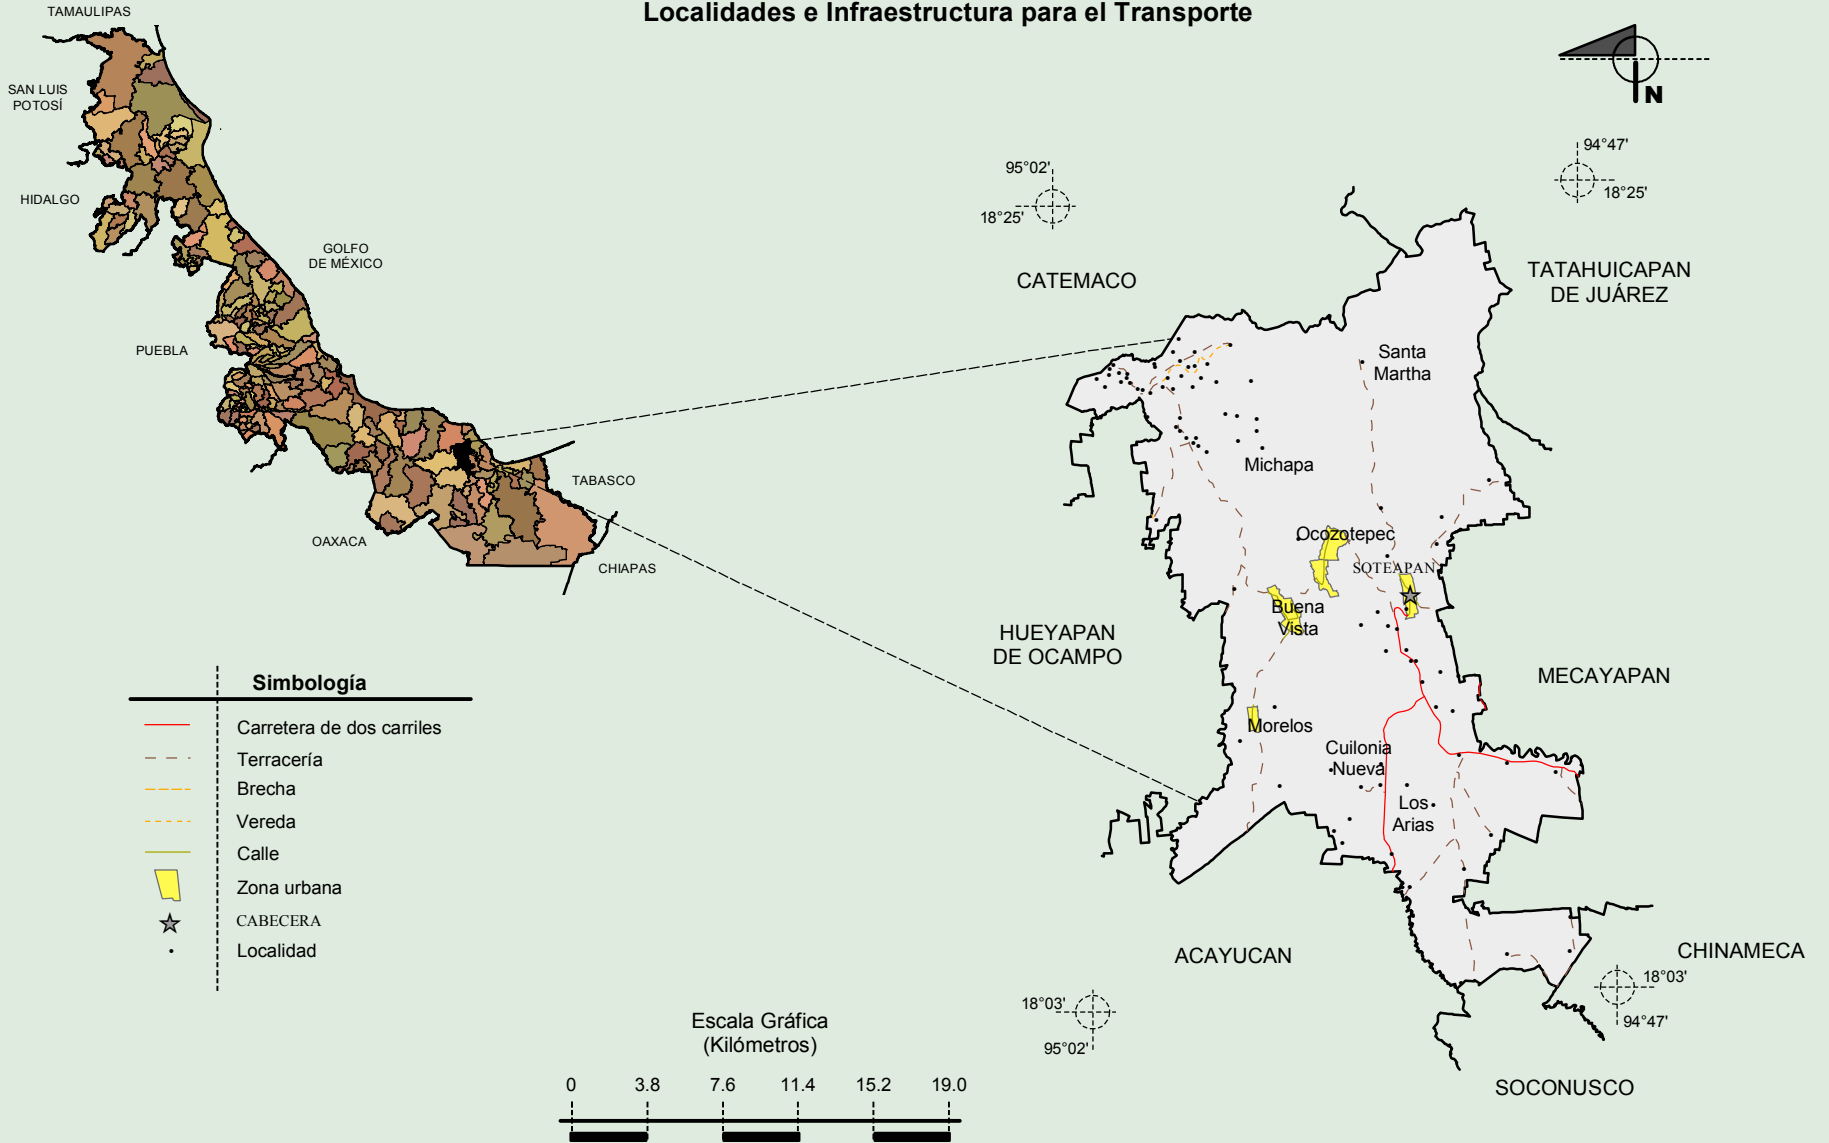 Localidades e Infraestructura para el Transporte
TAMAULIPAS
SAN LUIS
POTOSÍ
HIDALGO
GOLFO
DE MÉXICO
PUEBLA
TABASCO
OAXACA
CHIAPAS
N
95°02'
18°25'
94°47'
18°25'
CATEMACO
TATAHUICAPAN
DE JUÁREZ
Santa
Martha
Michapa
Ocozotepec
SOTEAPAN
Buena
Vista
HUEYAPAN
DE OCAMPO
MECAYAPAN
Morelos
Cuilonia
Nueva
Los
Arias
ACAYUCAN
CHINAMECA
18°03'
95°02'
18°03'
94°47'
SOCONUSCO
Simbología
Carretera de dos carriles
Terracería
Brecha
Vereda
Calle
Zona urbana
CABECERA
Localidad
Escala Gráfica
(Kilómetros)
0 3.8 7.6 11.4 15.2 19.0